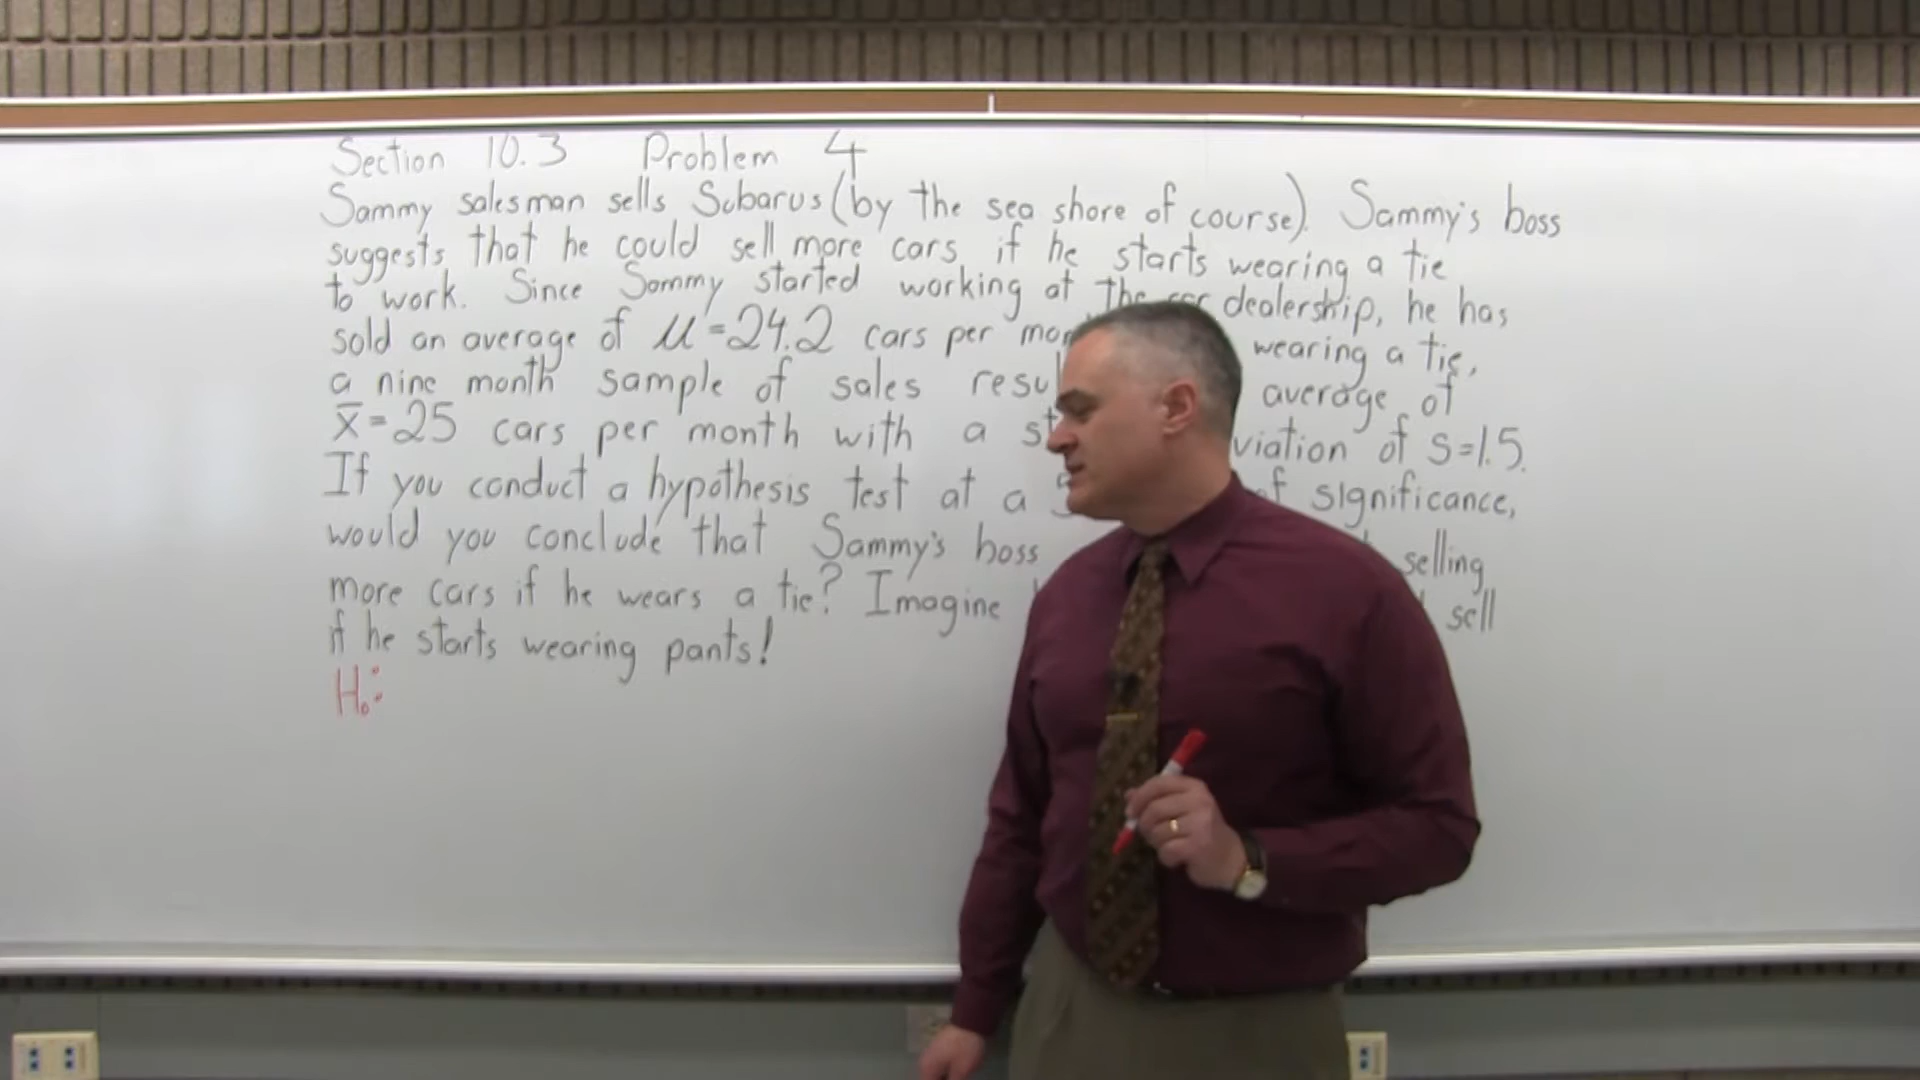 Section 10.3 Problem 4
Sammy salesman sells Subarus (by the sea shore of course). Sammy's boss
suggests that he could sell more cars if he starts wearing a tie
to work. Since Sammy started working at the car dealership, he has
sold an average of μ=24.2 cars per wearing a tie,
a nine month sample of sales average of
x̄=25 cars per month with a of S=1.5.
If you conduct a hypothesis test at a of significance,
would you conclude that Sammy's boss selling
more cars if he wears a tie? Imagine sell
if he starts wearing pants!
H₀: